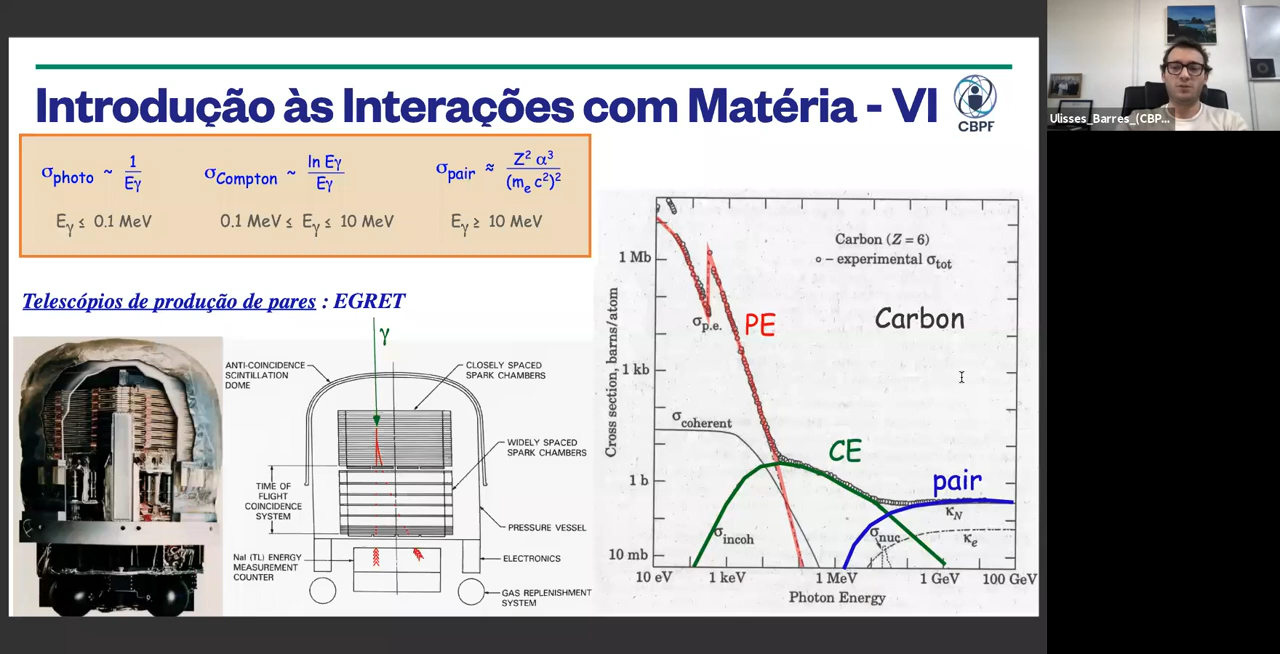 Introdução às Interações com Matéria - VI
CBPF
σphoto ~ 1/Eγ
σCompton ~ ln Eγ/Eγ
σpair ≈ Z² α³/(me c²)²
Eγ ≤ 0.1 MeV
0.1 MeV ≤ Eγ ≤ 10 MeV
Eγ ≥ 10 MeV
Telescópios de produção de pares : EGRET
γ
ANTI-COINCIDENCE
SCINTILLATION
DOME
CLOSELY SPACED
SPARK CHAMBERS
WIDELY SPACED
SPARK CHAMBERS
TIME OF
FLIGHT
COINCIDENCE
SYSTEM
PRESSURE VESSEL
NaI (TL) ENERGY
MEASUREMENT
COUNTER
ELECTRONICS
GAS REPLENISHMENT
SYSTEM
Carbon (Z = 6)
o – experimental σtot
Carbon
Cross section, barns/atom
1 Mb
1 kb
1 b
10 mb
σp.e.
PE
σcoherent
CE
pair
κN
κe
σincoh
σnuc
10 eV
1 keV
1 MeV
1 GeV
100 GeV
Photon Energy
Ulisses_Barres_(CBP...